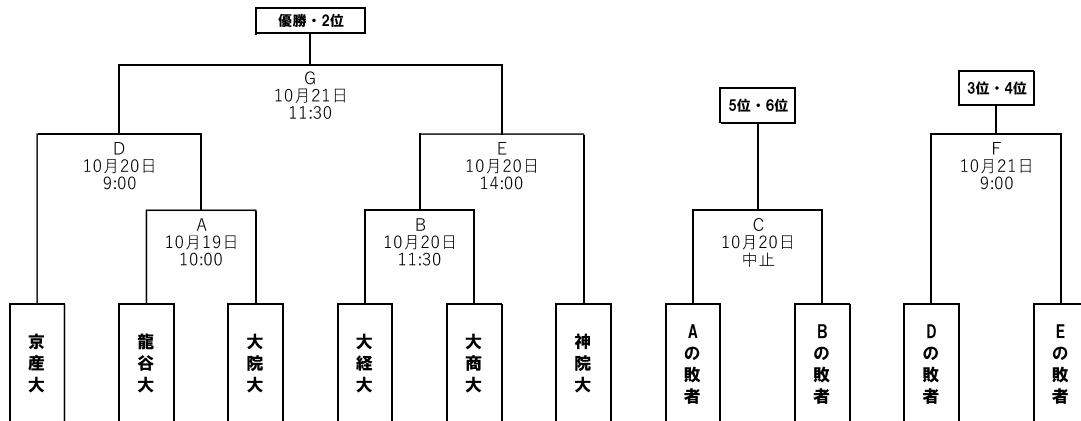 優勝・2位
G
10月21日
11:30
D
10月20日
9:00
E
10月20日
14:00
A
10月19日
10:00
B
10月20日
11:30
5位・6位
C
10月20日
中止
3位・4位
F
10月21日
9:00
京産大
龍谷大
大院大
大経大
大商大
神院大
Aの敗者
Bの敗者
Dの敗者
Eの敗者